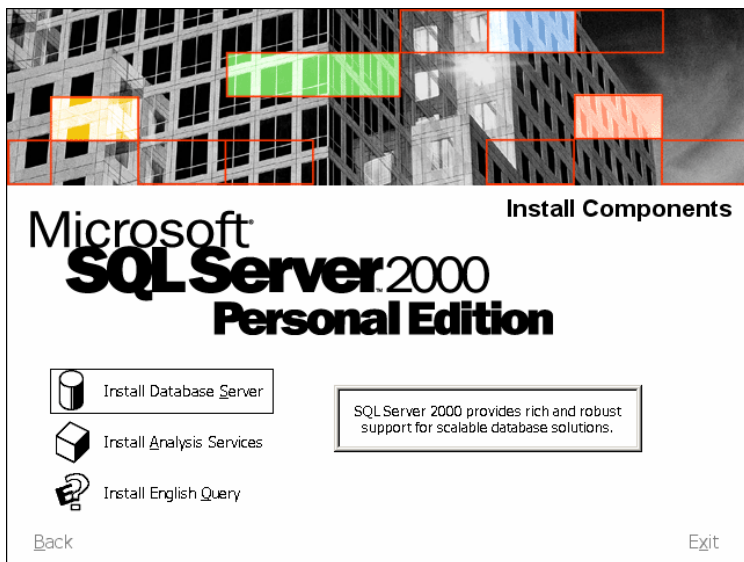 Install Components
Microsoft®
SQL Server™ 2000
Personal Edition
Install Database Server
SQL Server 2000 provides rich and robust
support for scalable database solutions.
Install Analysis Services
Install English Query
Back
Exit